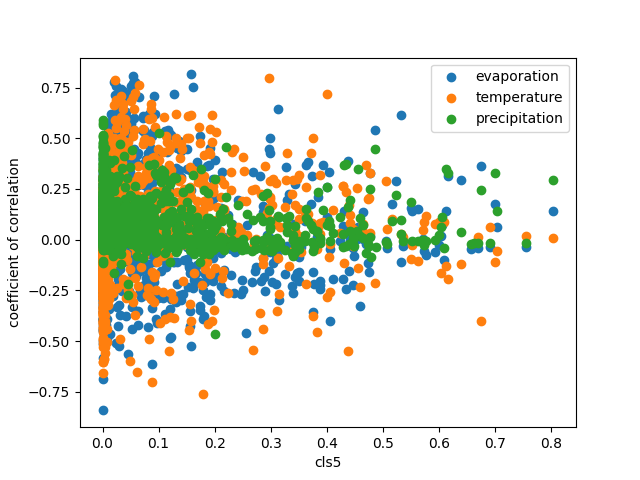 evaporation
temperature
precipitation
0.75
0.50
0.25
0.00
−0.25
−0.50
−0.75
coefficient of correlation
0.0 0.1 0.2 0.3 0.4 0.5 0.6 0.7 0.8
cls5